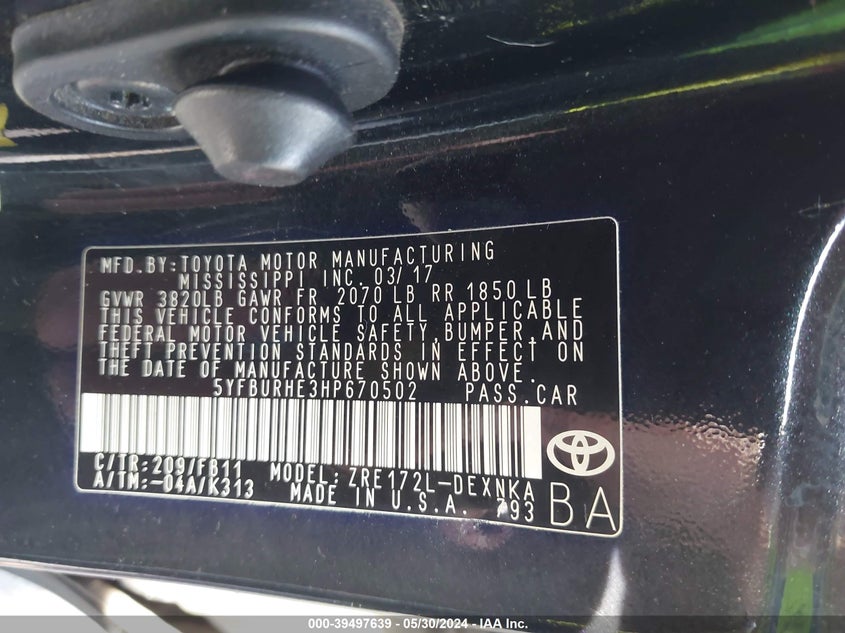 MFD.BY:TOYOTA MOTOR MANUFACTURING
MISSISSIPPI INC. 03/17
GVWR 3820LB GAWR FR 2070 LB RR 1850 LB
THIS VEHICLE CONFORMS TO ALL APPLICABLE
FEDERAL MOTOR VEHICLE SAFETY,BUMPER,AND
THEFT PREVENTION STANDARDS IN EFFECT ON
THE DATE OF MANUFACTURE SHOWN ABOVE.
5YFBURHE3HP670502 PASS.CAR
C/TR:209/FB11 MODEL:ZRE172L-DEXNKA
A/TM:-04A/K313 MADE IN U.S.A. 793
BA
000-39497639 - 05/30/2024 - IAA Inc.